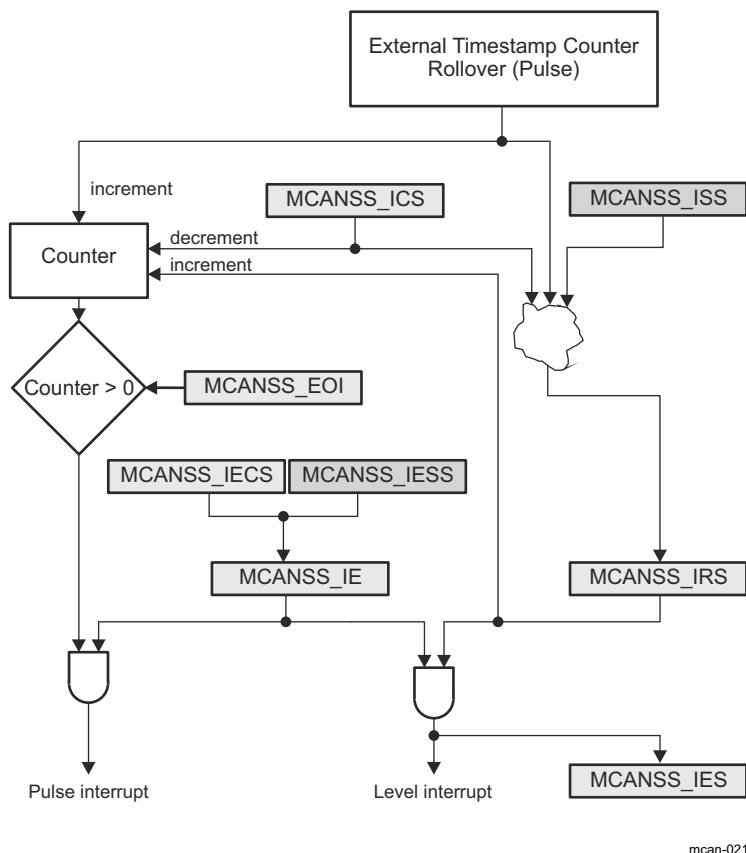 External Timestamp Counter
Rollover (Pulse)
increment
MCANSS_ICS
MCANSS_ISS
decrement
Counter
increment
Counter > 0
MCANSS_EOI
MCANSS_IECS
MCANSS_IESS
MCANSS_IE
MCANSS_IRS
Pulse interrupt
Level interrupt
MCANSS_IES
mcan-021